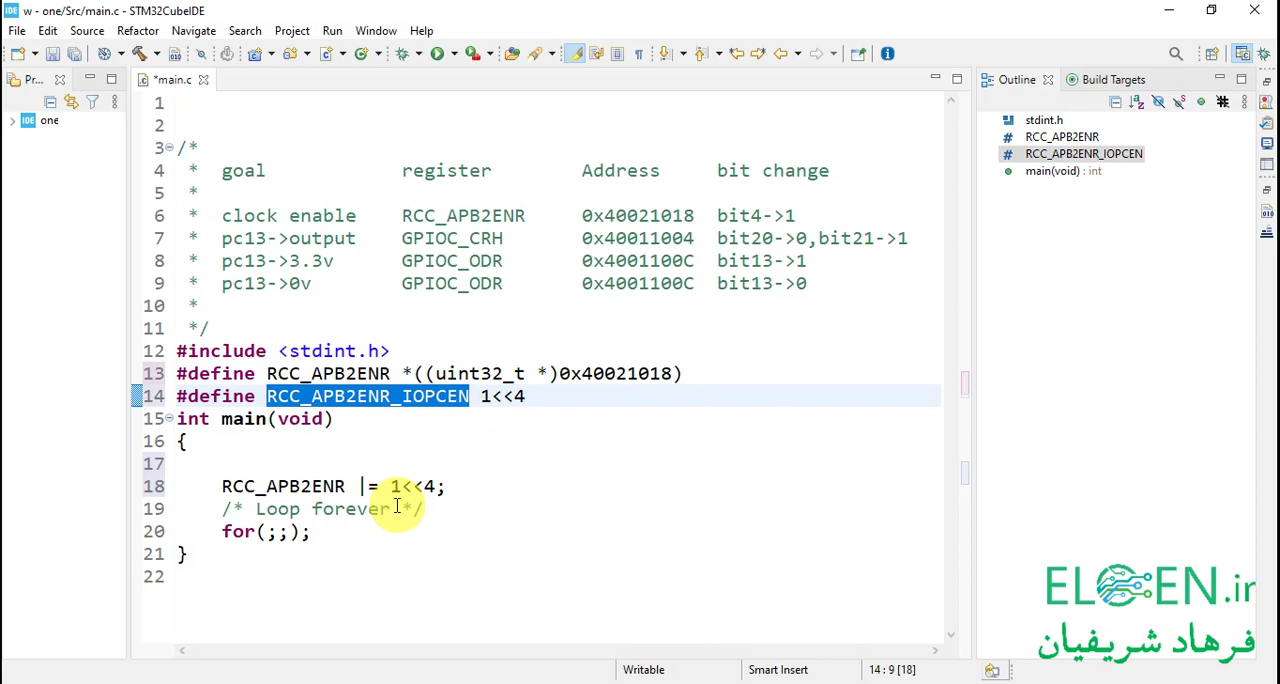 IDE w - one/Src/main.c - STM32CubeIDE
File Edit Source Refactor Navigate Search Project Run Window Help
Pr...
*main.c
Outline
Build Targets
IDE one
stdint.h
# RCC_APB2ENR
# RCC_APB2ENR_IOPCEN
main(void) : int
1
2
3 /*
4 * goal register Address bit change
5 *
6 * clock enable RCC_APB2ENR 0x40021018 bit4->1
7 * pc13->output GPIOC_CRH 0x40011004 bit20->0,bit21->1
8 * pc13->3.3v GPIOC_ODR 0x4001100C bit13->1
9 * pc13->0v GPIOC_ODR 0x4001100C bit13->0
10 *
11 */
12 #include <stdint.h>
13 #define RCC_APB2ENR *((uint32_t *)0x40021018)
14 #define RCC_APB2ENR_IOPCEN 1<<4
15 int main(void)
16 {
17
18 RCC_APB2ENR |= 1<<4;
19 /* Loop forever */
20 for(;;);
21 }
22
ELOEN.ir
فرهاد شریفیان
Writable Smart Insert 14 : 9 [18]